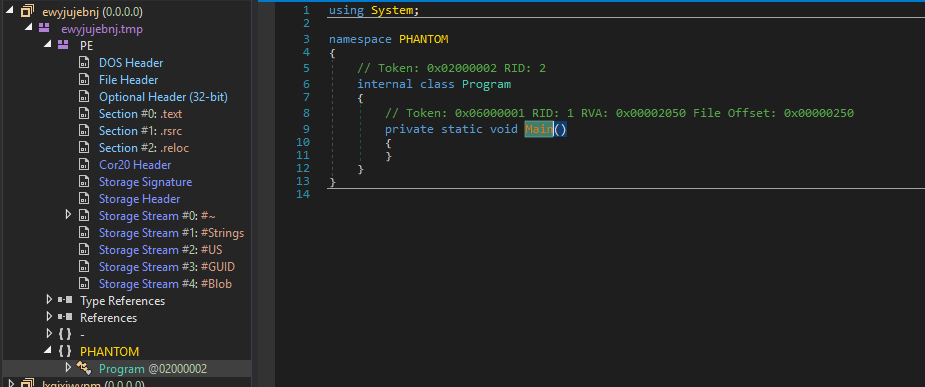 ewyjujebnj (0.0.0.0)
ewyjujebnj.tmp
PE
DOS Header
File Header
Optional Header (32-bit)
Section #0: .text
Section #1: .rsrc
Section #2: .reloc
Cor20 Header
Storage Signature
Storage Header
Storage Stream #0: #~
Storage Stream #1: #Strings
Storage Stream #2: #US
Storage Stream #3: #GUID
Storage Stream #4: #Blob
Type References
References
{ } -
{ } PHANTOM
Program @02000002
(0.0.0.0)
1 using System;
2
3 namespace PHANTOM
4 {
5 // Token: 0x02000002 RID: 2
6 internal class Program
7 {
8 // Token: 0x06000001 RID: 1 RVA: 0x00002050 File Offset: 0x00000250
9 private static void Main()
10 {
11 }
12 }
13 }
14